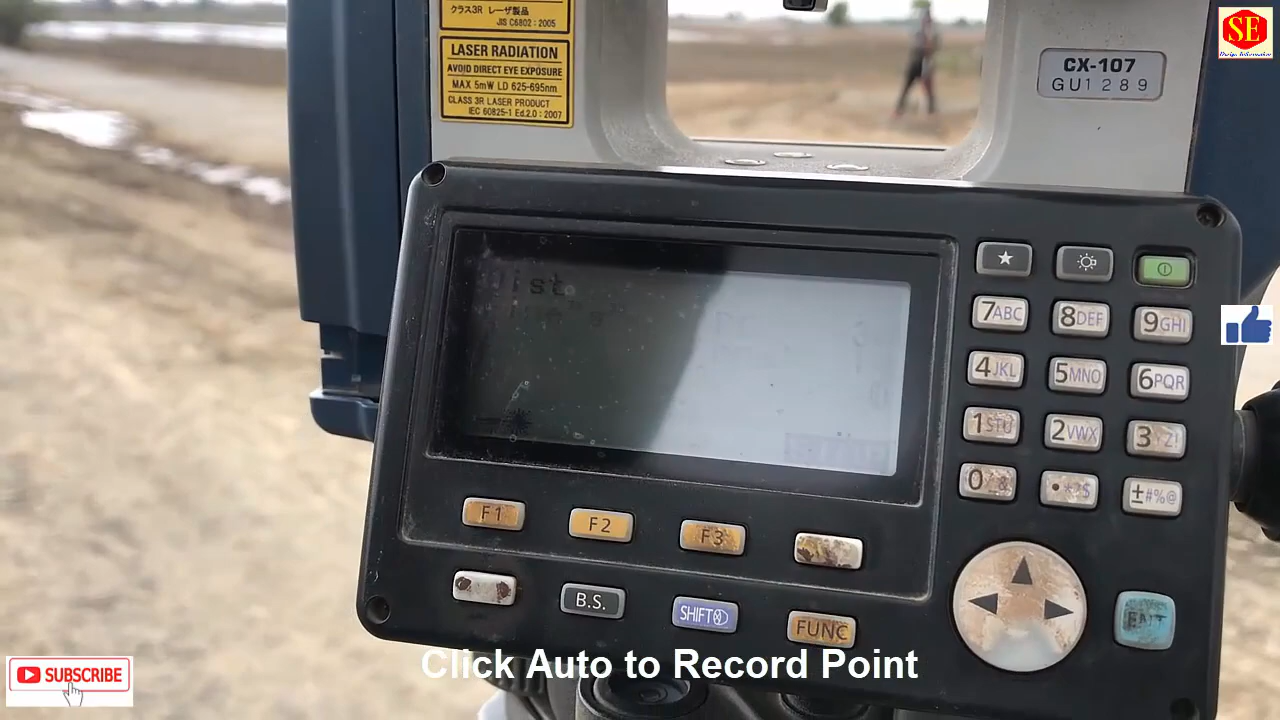 クラス3R レーザ製品
JIS C6802 : 2005
LASER RADIATION
AVOID DIRECT EYE EXPOSURE
MAX 5mW LD 625-695nm
CLASS 3R LASER PRODUCT
IEC 60825-1 Ed.2.0 : 2007
CX-107
GU1289
SE
Design Information
7ABC
8DEF
9GHI
4JKL
5MNO
6PQR
1STU
2VWX
3YZ!
0
*$
±#%@
F1
F2
F3
B.S.
SHIFT
FUNC
ENT
Click Auto to Record Point
SUBSCRIBE